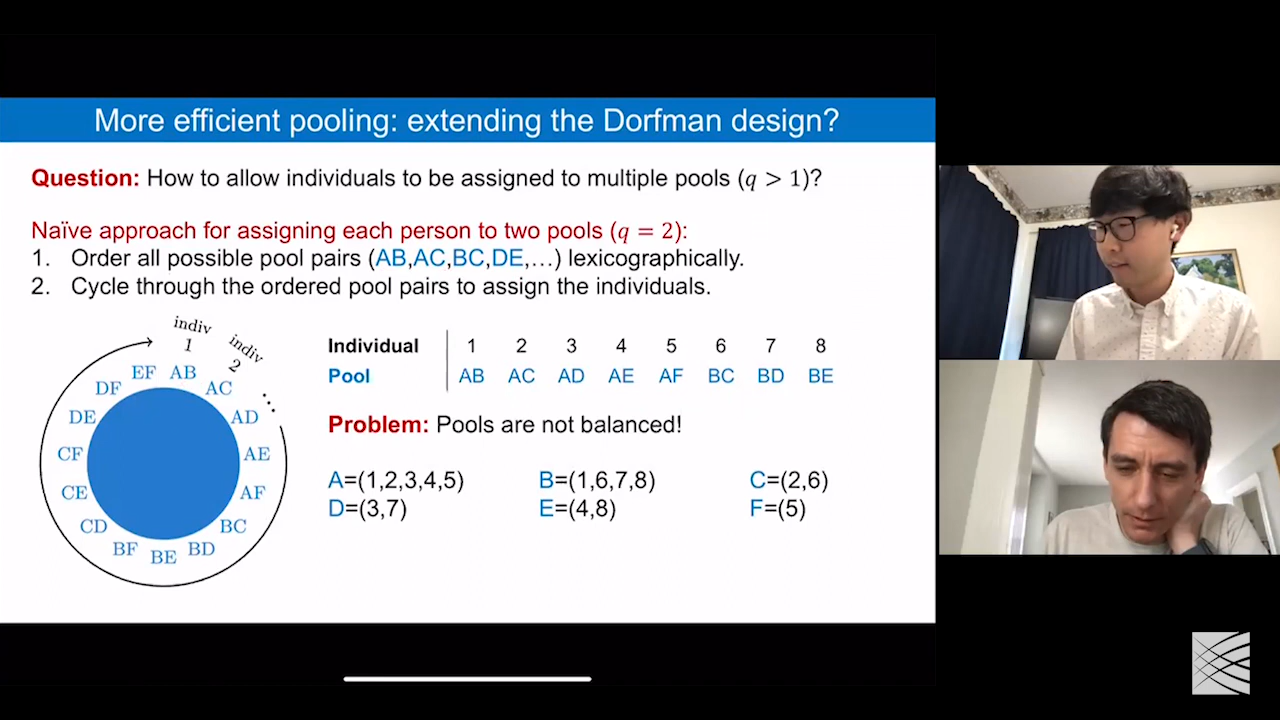 More efficient pooling: extending the Dorfman design?
Question: How to allow individuals to be assigned to multiple pools (q > 1)?
Naïve approach for assigning each person to two pools (q = 2):
1. Order all possible pool pairs (AB,AC,BC,DE,…) lexicographically.
2. Cycle through the ordered pool pairs to assign the individuals.
indiv 1
indiv 2
...
AB
AC
AD
AE
AF
BC
BD
BE
BF
CD
CE
CF
DE
DF
EF
Individual 1 2 3 4 5 6 7 8
Pool AB AC AD AE AF BC BD BE
Problem: Pools are not balanced!
A=(1,2,3,4,5) B=(1,6,7,8) C=(2,6)
D=(3,7) E=(4,8) F=(5)